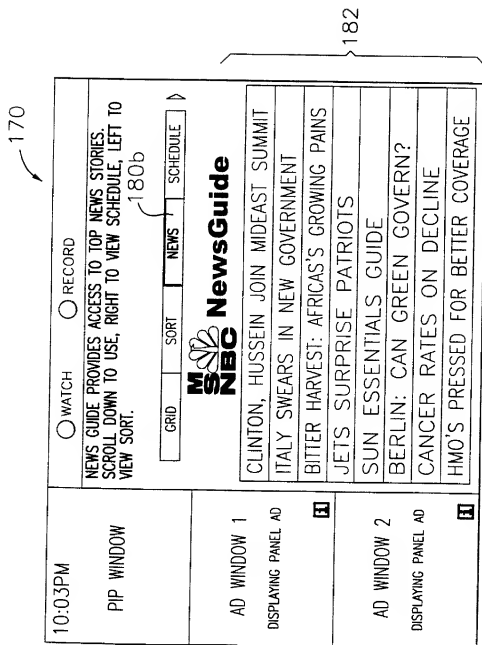 170
10:03PM
WATCH
RECORD
PIP WINDOW
NEWS GUIDE PROVIDES ACCESS TO TOP NEWS STORIES.
SCROLL DOWN TO USE, RIGHT TO VIEW SCHEDULE, LEFT TO
VIEW SORT.
GRID
SORT
NEWS
SCHEDULE
180b
MSNBC NewsGuide
AD WINDOW 1
DISPLAYING PANEL AD
i
AD WINDOW 2
DISPLAYING PANEL AD
i
CLINTON, HUSSEIN JOIN MIDEAST SUMMIT
ITALY SWEARS IN NEW GOVERNMENT
BITTER HARVEST: AFRICAS'S GROWING PAINS
JETS SURPRISE PATRIOTS
SUN ESSENTIALS GUIDE
BERLIN: CAN GREEN GOVERN?
CANCER RATES ON DECLINE
HMO'S PRESSED FOR BETTER COVERAGE
182